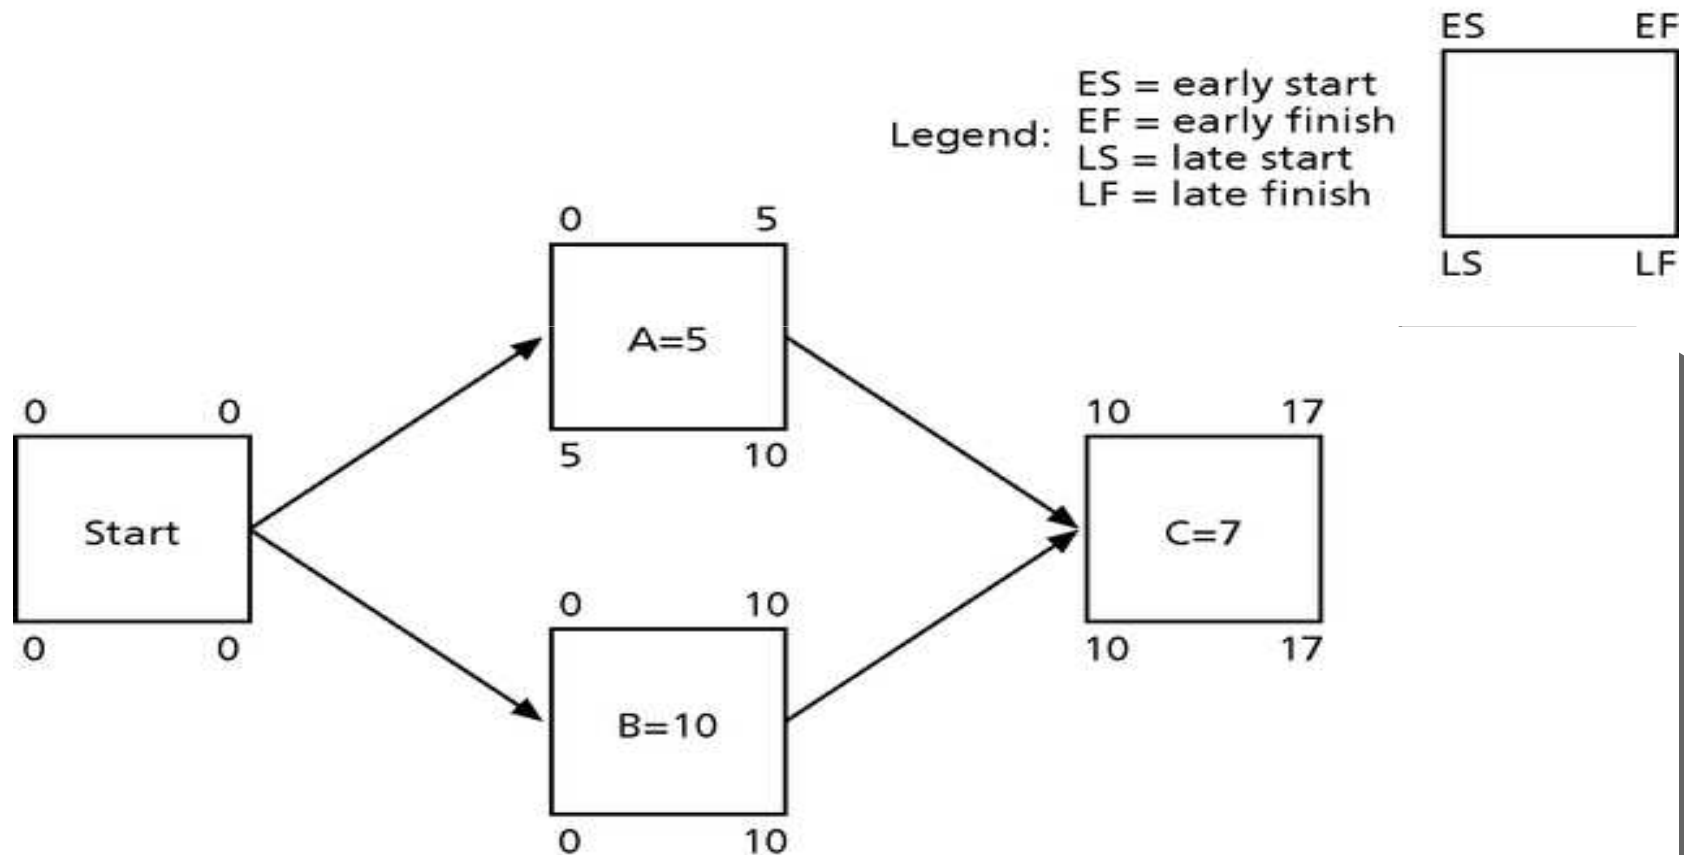 ES EF
Legend:
ES = early start
EF = early finish
LS = late start
LF = late finish
LS LF
0 5
A=5
5 10
0 0
Start
0 0
10 17
C=7
10 17
0 10
B=10
0 10